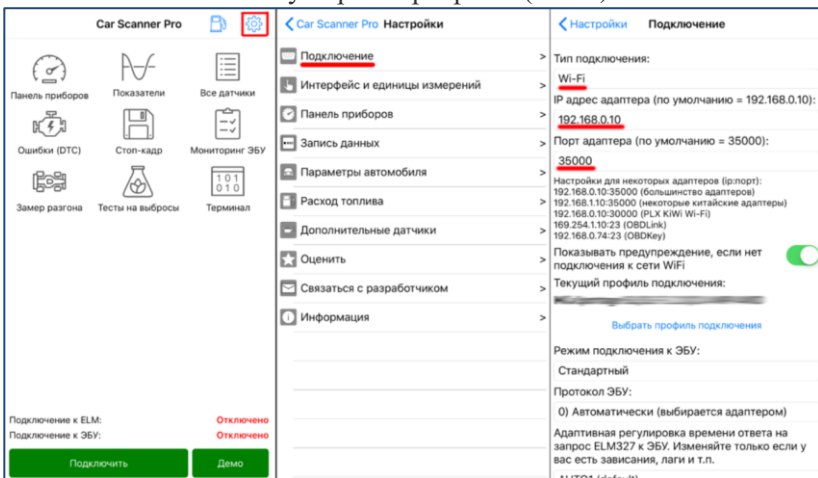 Car Scanner Pro
Панель приборов
Показатели
Все датчики
Ошибки (DTC)
Стоп-кадр
Мониторинг ЭБУ
Замер разгона
Тесты на выбросы
101
010
Терминал
Подключение к ELM: Отключено
Подключение к ЭБУ: Отключено
Подключить
Демо
Car Scanner Pro Настройки
Подключение
Интерфейс и единицы измерений
Панель приборов
Запись данных
Параметры автомобиля
Расход топлива
Дополнительные датчики
Оценить
Связаться с разработчиком
Информация
Настройки Подключение
Тип подключения:
Wi-Fi
IP адрес адаптера (по умолчанию = 192.168.0.10):
192.168.0.10
Порт адаптера (по умолчанию = 35000):
35000
Настройки для некоторых адаптеров (ip:порт):
192.168.0.10:35000 (большинство адаптеров)
192.168.1.10:35000 (некоторые китайские адаптеры)
192.168.0.10:30000 (PLX KiWi Wi-Fi)
169.254.1.10:23 (OBDLink)
192.168.0.74:23 (OBDKey)
Показывать предупреждение, если нет
подключения к сети WiFi
Текущий профиль подключения:
Выбрать профиль подключения
Режим подключения к ЭБУ:
Стандартный
Протокол ЭБУ:
0) Автоматически (выбирается адаптером)
Адаптивная регулировка времени ответа на
запрос ELM327 к ЭБУ. Изменяйте только если у
вас есть зависания, лаги и т.п.